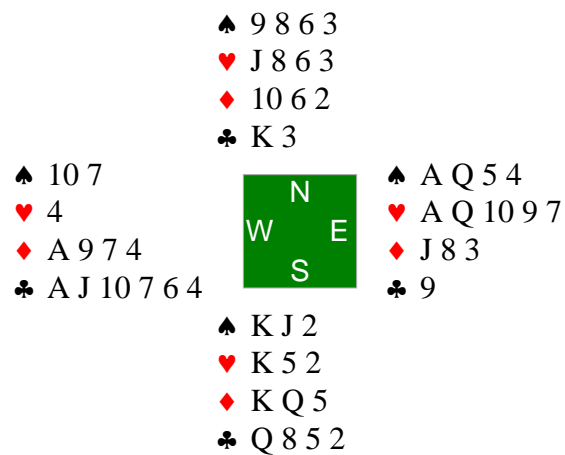 ♠ 9 8 6 3
♥ J 8 6 3
♦ 10 6 2
♣ K 3
♠ 10 7
♥ 4
♦ A 9 7 4
♣ A J 10 7 6 4
N
W E
S
♠ A Q 5 4
♥ A Q 10 9 7
♦ J 8 3
♣ 9
♠ K J 2
♥ K 5 2
♦ K Q 5
♣ Q 8 5 2